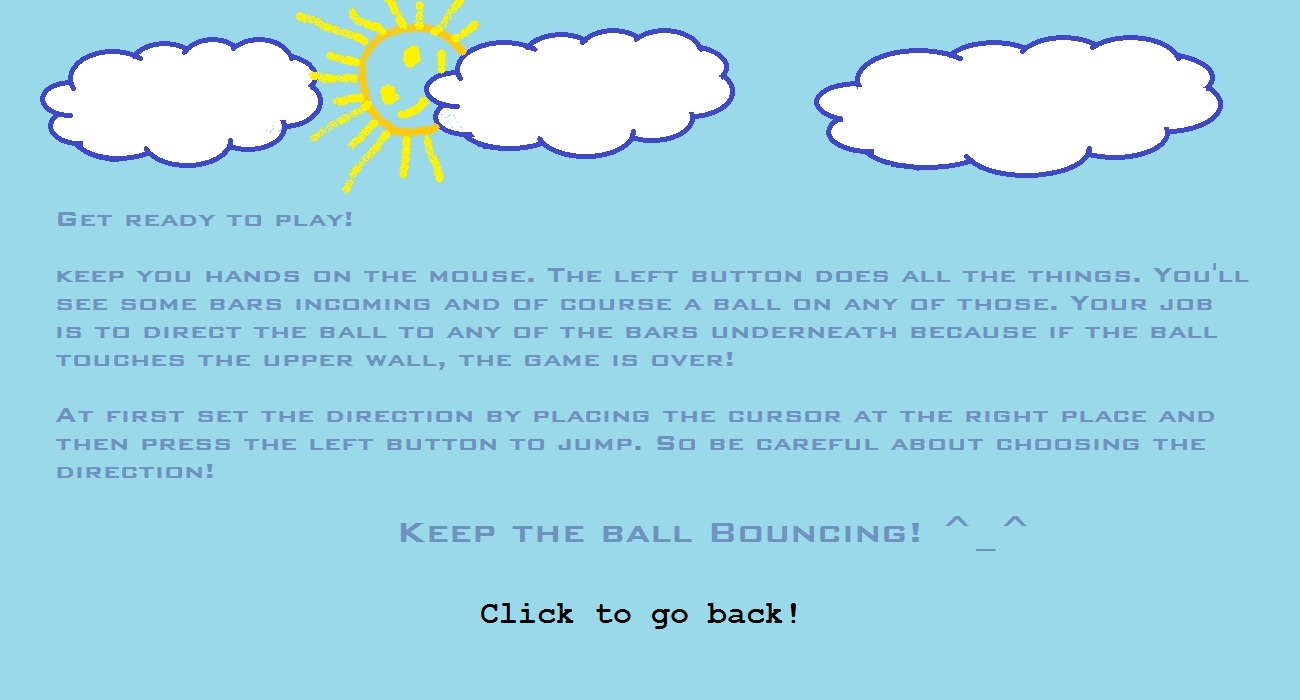 Get ready to play!
keep you hands on the mouse. The left button does all the things. You'll
see some bars incoming and of course a ball on any of those. Your job
is to direct the ball to any of the bars underneath because if the ball
touches the upper wall, the game is over!
At first set the direction by placing the cursor at the right place and
then press the left button to jump. So be careful about choosing the
direction!
Keep the ball Bouncing! ^_^
Click to go back!